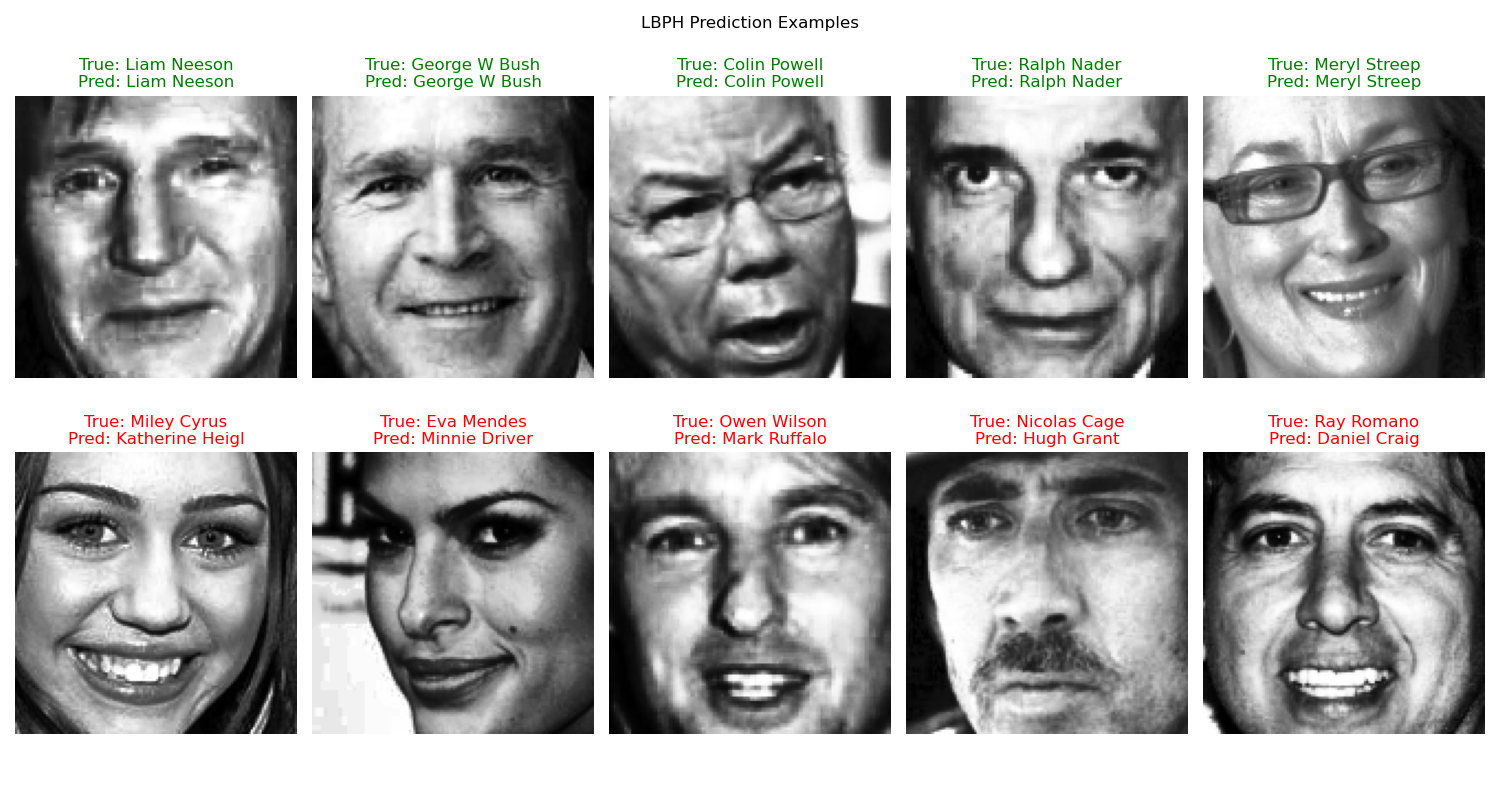 LBPH Prediction Examples
True: Liam Neeson
Pred: Liam Neeson
True: George W Bush
Pred: George W Bush
True: Colin Powell
Pred: Colin Powell
True: Ralph Nader
Pred: Ralph Nader
True: Meryl Streep
Pred: Meryl Streep
True: Miley Cyrus
Pred: Katherine Heigl
True: Eva Mendes
Pred: Minnie Driver
True: Owen Wilson
Pred: Mark Ruffalo
True: Nicolas Cage
Pred: Hugh Grant
True: Ray Romano
Pred: Daniel Craig